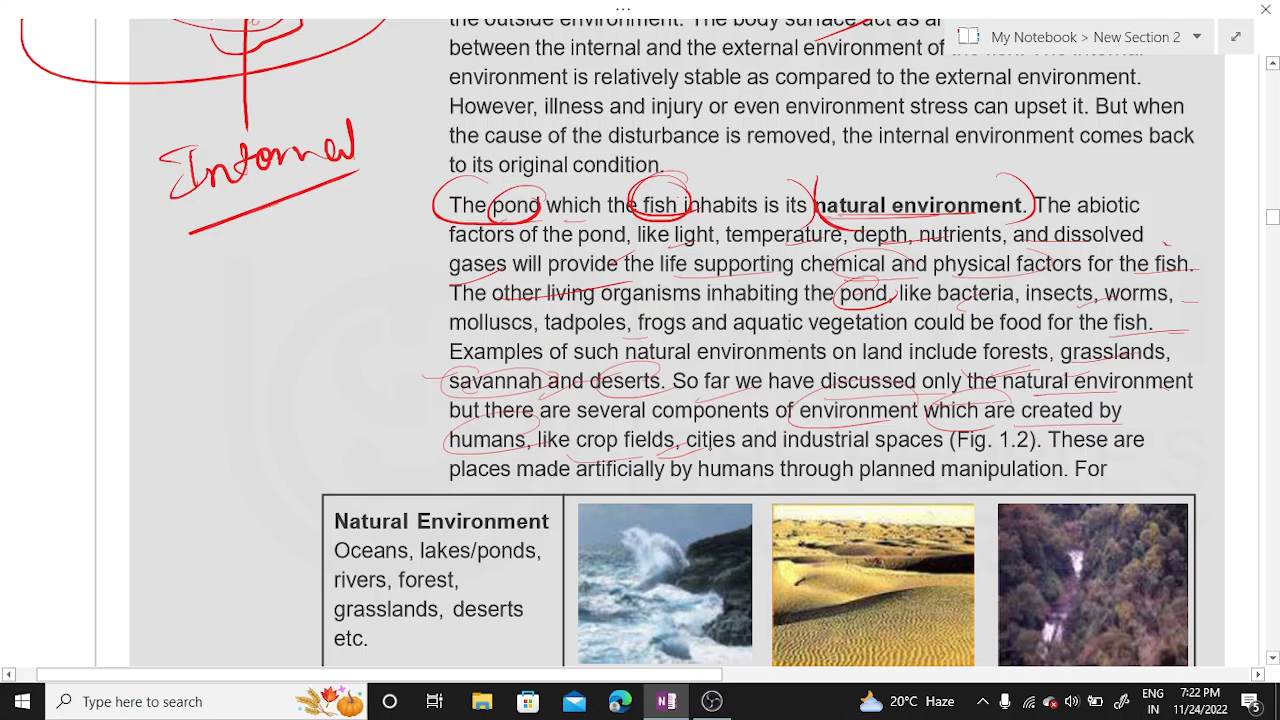 ...
the outside environment. The body surface act as an
My Notebook > New Section 2
between the internal and the external environment of
environment is relatively stable as compared to the external environment.
However, illness and injury or even environment stress can upset it. But when
the cause of the disturbance is removed, the internal environment comes back
to its original condition.
Internal
The pond which the fish inhabits is its natural environment. The abiotic
factors of the pond, like light, temperature, depth, nutrients, and dissolved
gases will provide the life supporting chemical and physical factors for the fish.
The other living organisms inhabiting the pond, like bacteria, insects, worms,
molluscs, tadpoles, frogs and aquatic vegetation could be food for the fish.
Examples of such natural environments on land include forests, grasslands,
savannah and deserts. So far we have discussed only the natural environment
but there are several components of environment which are created by
humans, like crop fields, cities and industrial spaces (Fig. 1.2). These are
places made artificially by humans through planned manipulation. For
Natural Environment
Oceans, lakes/ponds,
rivers, forest,
grasslands, deserts
etc.
Type here to search
20°C Haze
ENG
IN
7:22 PM
11/24/2022
5